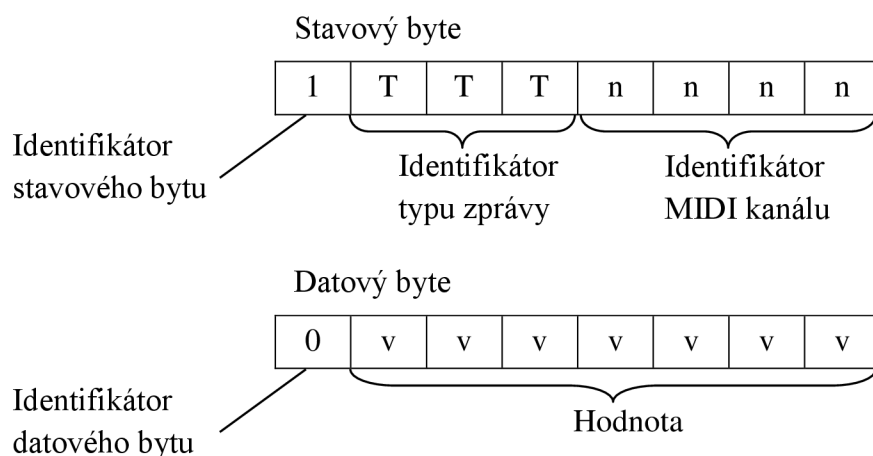 Stavový byte
1 T T T n n n n
Identifikátor
stavového bytu
Identifikátor
typu zprávy
Identifikátor
MIDI kanálu
Datový byte
0 v v v v v v v
Identifikátor
datového bytu
Hodnota